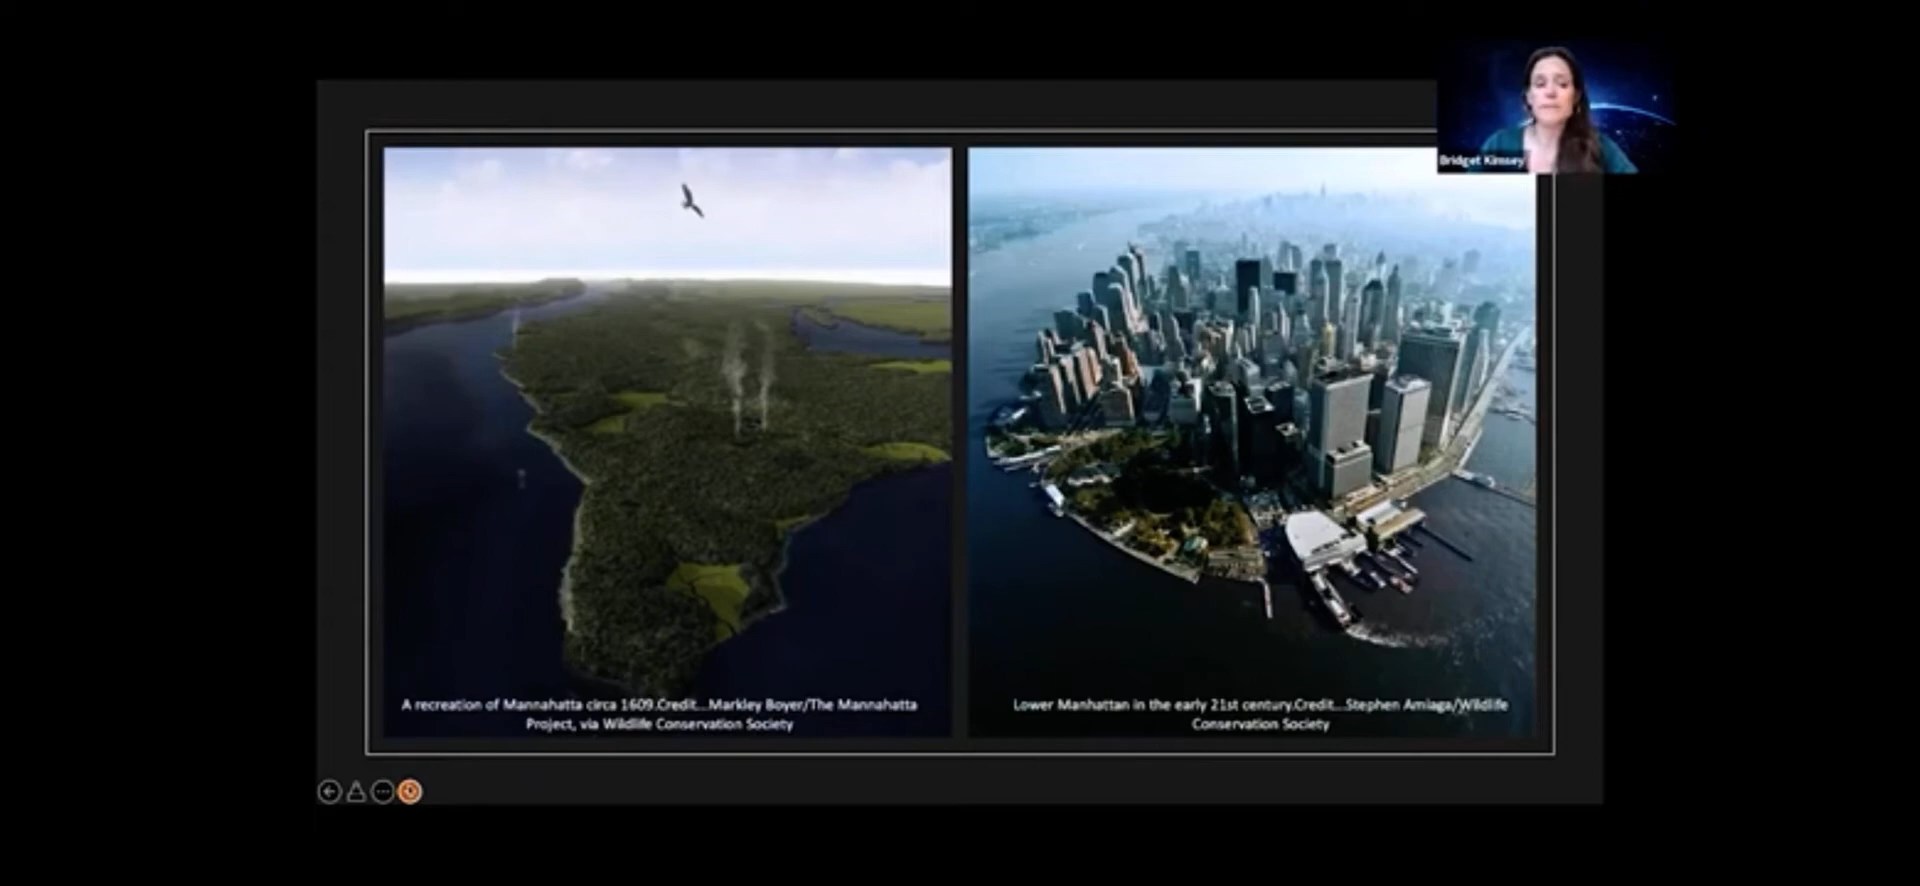 Bridget Kimsey
A recreation of Mannahatta circa 1609.Credit...Markley Boyer/The Mannahatta
Project, via Wildlife Conservation Society
Lower Manhattan in the early 21st century.Credit...Stephen Amiaga/Wildlife
Conservation Society